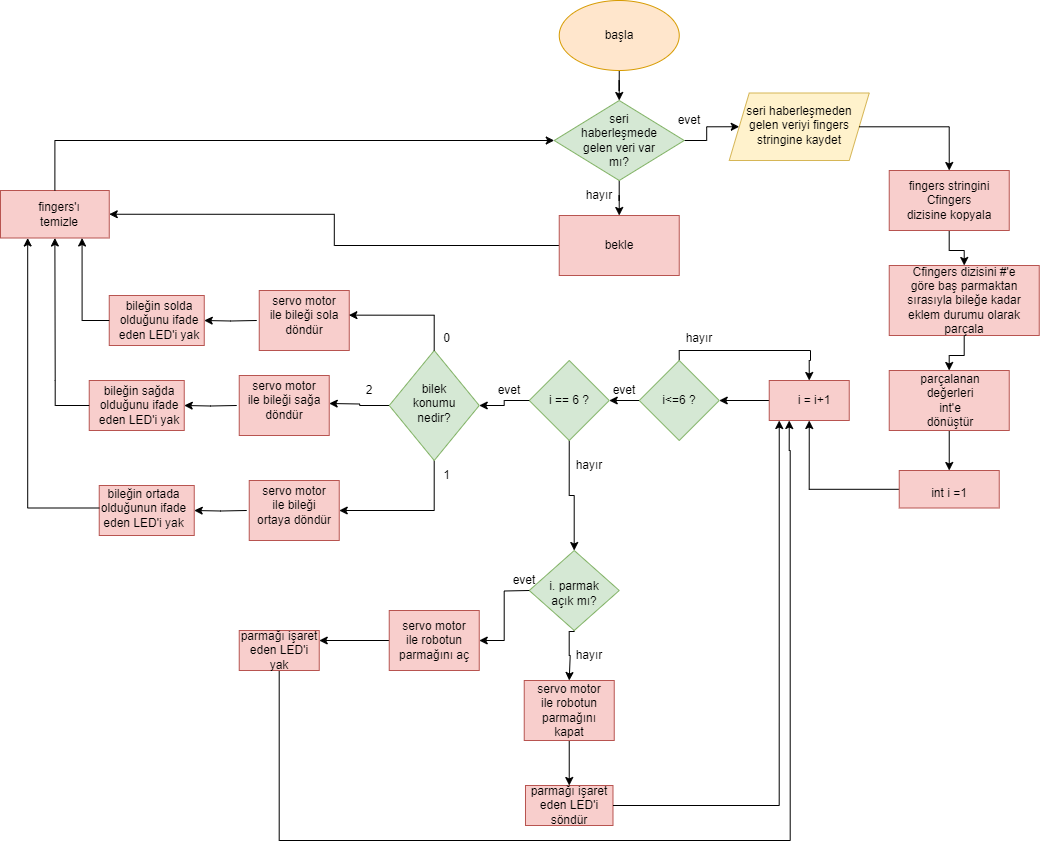 başla
seri
haberleşmede
gelen veri var
mı?
evet
seri haberleşmeden
gelen veriyi fingers
stringine kaydet
hayır
bekle
fingers stringini
Cfingers
dizisine kopyala
fingers'ı
temizle
Cfingers dizisini #'e
göre baş parmaktan
sırasıyla bileğe kadar
eklem durumu olarak
parçala
bileğin solda
olduğunu ifade
eden LED'i yak
servo motor
ile bileği sola
döndür
0
hayır
parçalanan
değerleri
int'e
dönüştür
bileğin sağda
olduğunu ifade
eden LED'i yak
servo motor
ile bileği sağa
döndür
2
bilek
konumu
nedir?
evet
i == 6 ?
evet
i<=6 ?
i = i+1
int i =1
bileğin ortada
olduğunun ifade
eden LED'i yak
servo motor
ile bileği
ortaya döndür
1
hayır
i. parmak
açık mı?
evet
servo motor
ile robotun
parmağını aç
parmağı işaret
eden LED'i
yak
hayır
servo motor
ile robotun
parmağını
kapat
parmağı işaret
eden LED'i
söndür